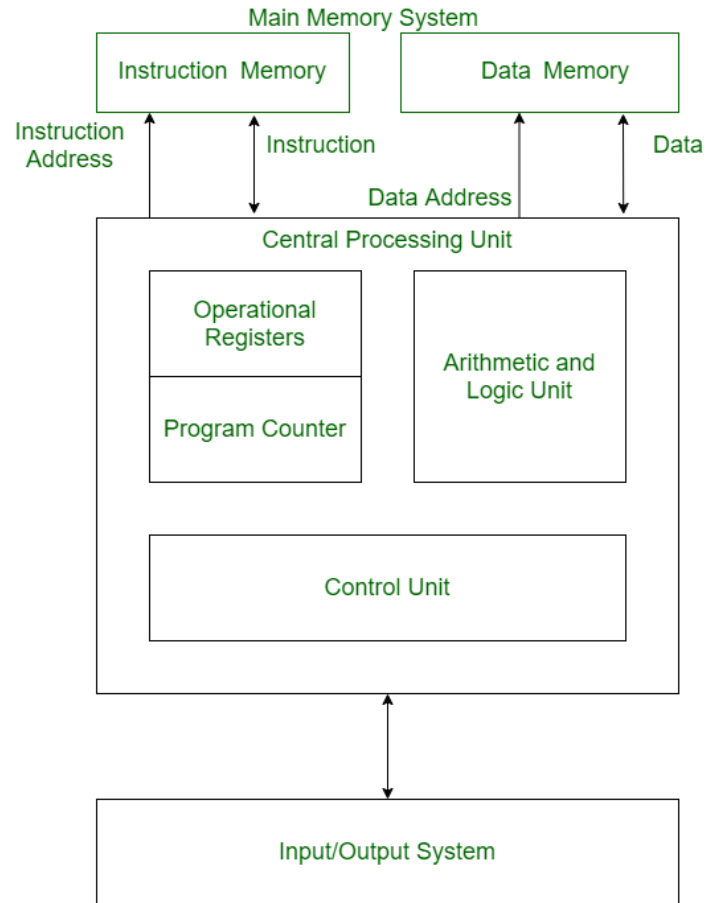 Main Memory System
Instruction Memory
Data Memory
Instruction
Address
Instruction
Data Address
Data
Central Processing Unit
Operational
Registers
Program Counter
Arithmetic and
Logic Unit
Control Unit
Input/Output System